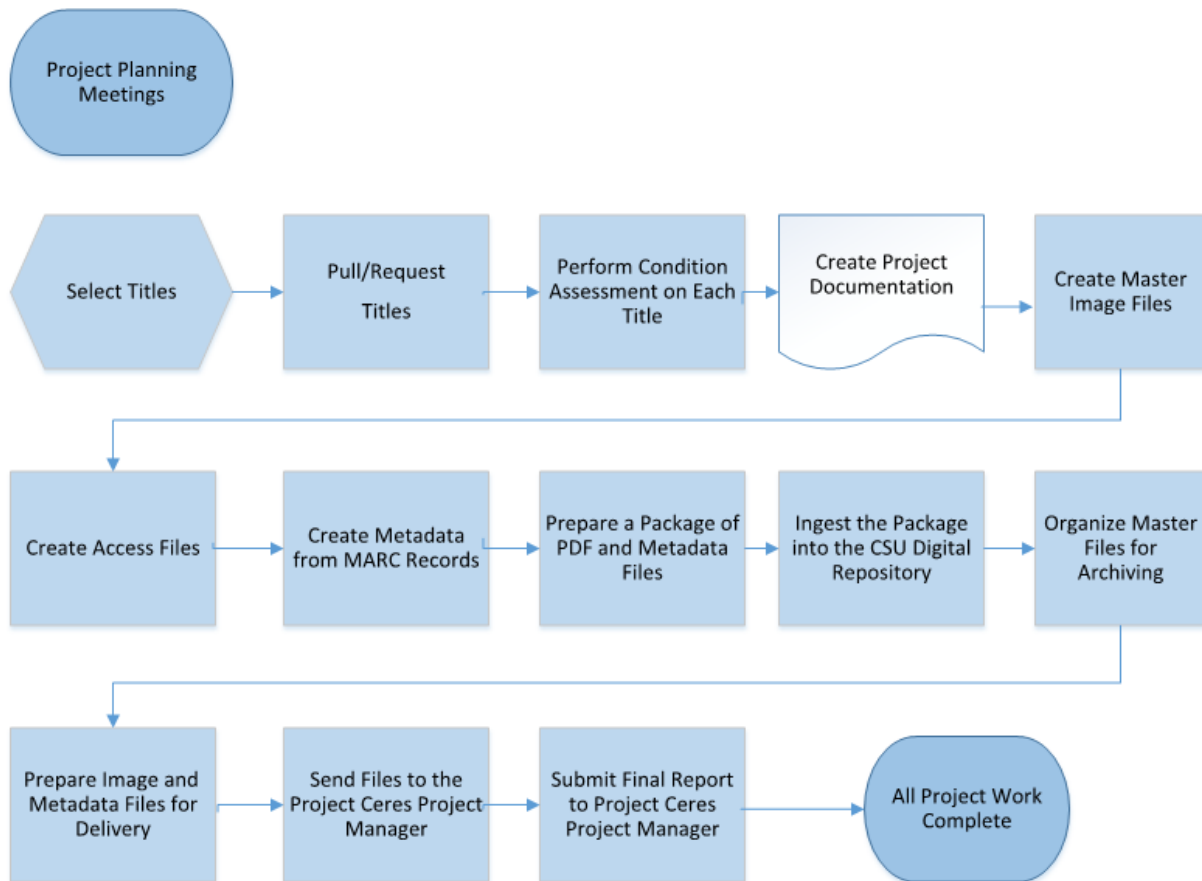 Project Planning
Meetings
Select Titles
Pull/Request
Titles
Perform Condition
Assessment on Each
Title
Create Project
Documentation
Create Master
Image Files
Create Access Files
Create Metadata
from MARC Records
Prepare a Package of
PDF and Metadata
Files
Ingest the Package
into the CSU Digital
Repository
Organize Master
Files for
Archiving
Prepare Image and
Metadata Files for
Delivery
Send Files to the
Project Ceres Project
Manager
Submit Final Report
to Project Ceres
Project Manager
All Project Work
Complete